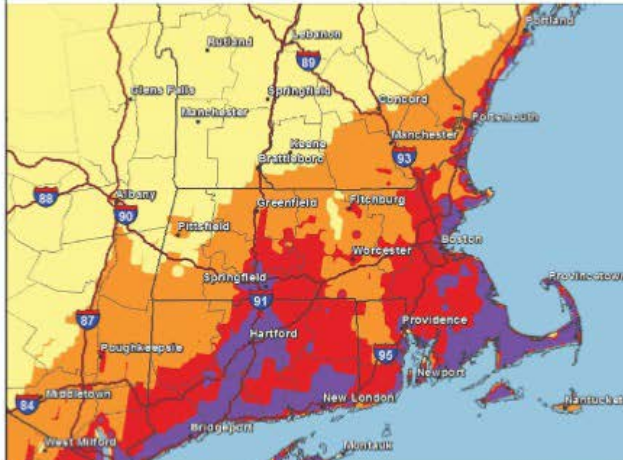 Portland
Lebanon
Rutland
89
Glens Falls
Springfield
Concord
Manchester
Portsmouth
Manchester
Keene
Brattleboro
93
88
Albany
Greenfield
Fitchburg
90
Pittsfield
Boston
Worcester
Springfield
Provincetown
91
87
Hartford
Providence
Poughkeepsie
95
Newport
Middletown
New London
Nantucket
84
Bridgeport
West Milford
Montauk